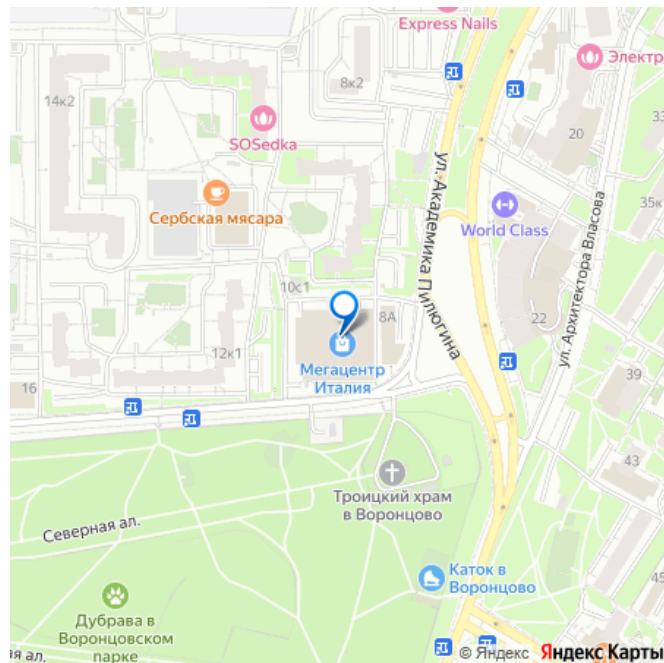 Express Nails
Электр
8к2
14к2
SOSedka
20
33
ул. Академика Пилюгина
Сербская мясара
World Class
35к
ул. Архитектора Власова
10с1
8А
22
12к1
Мегацентр
Италия
16
39
43
Троицкий храм
в Воронцово
Северная ал.
Каток в
Воронцово
45
Дубрава в
Воронцовском
парке
ая ал.
© Яндекс Яндекс Карты